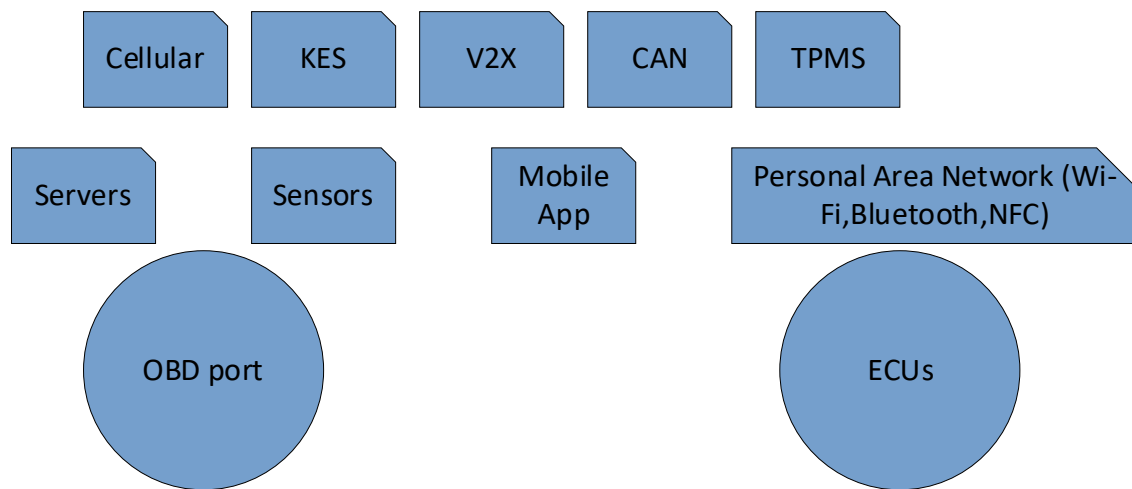 Cellular
KES
V2X
CAN
TPMS
Servers
Sensors
Mobile
App
Personal Area Network (Wi-
Fi,Bluetooth,NFC)
OBD port
ECUs